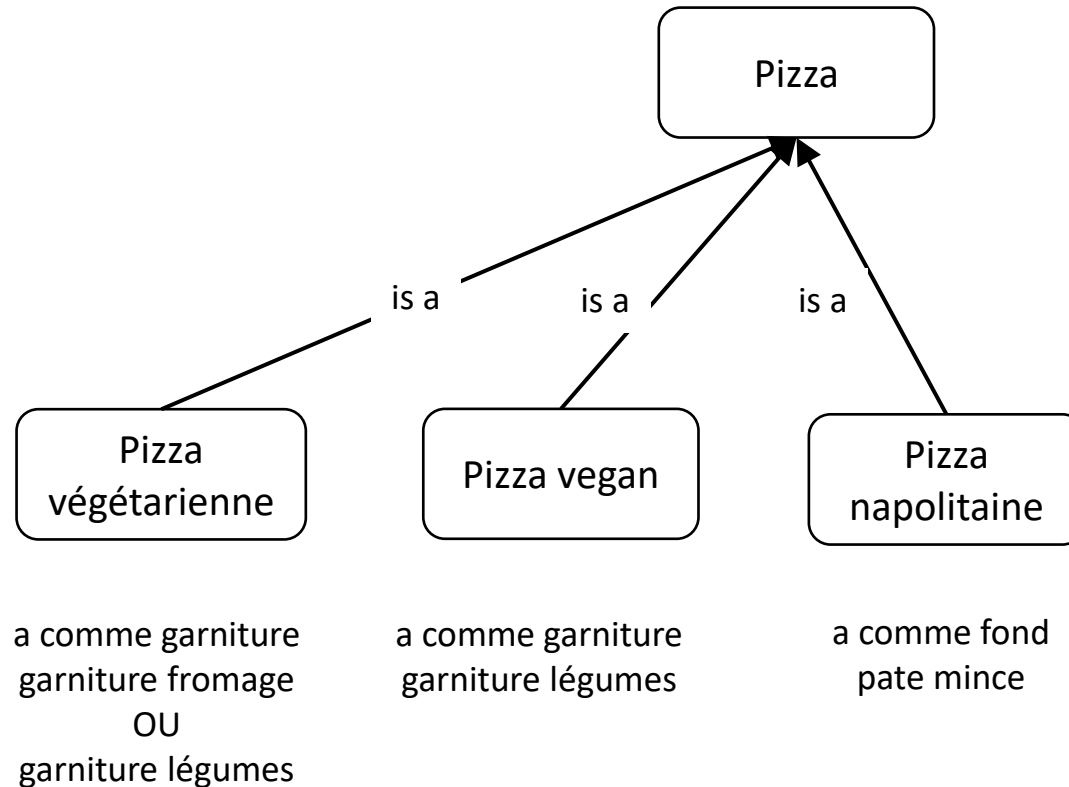 Pizza
is a
is a
is a
Pizza
végétarienne
Pizza vegan
Pizza
napolitaine
a comme garniture
garniture fromage
OU
garniture légumes
a comme garniture
garniture légumes
a comme fond
pate mince